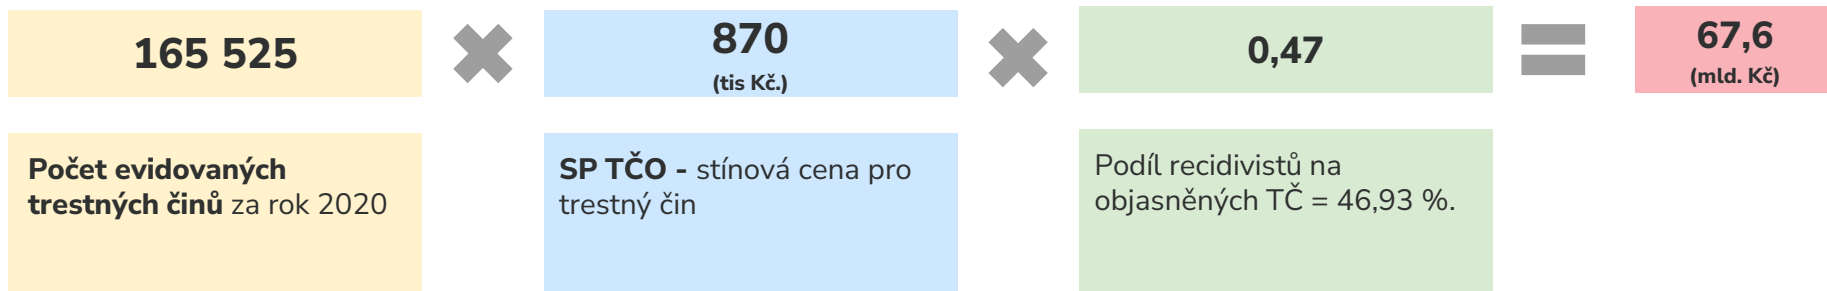 165 525
870
(tis Kč.)
0,47
67,6
(mld. Kč)
Počet evidovaných
trestných činů za rok 2020
SP TČO - stínová cena pro
trestný čin
Podíl recidivistů na
objasněných TČ = 46,93 %.